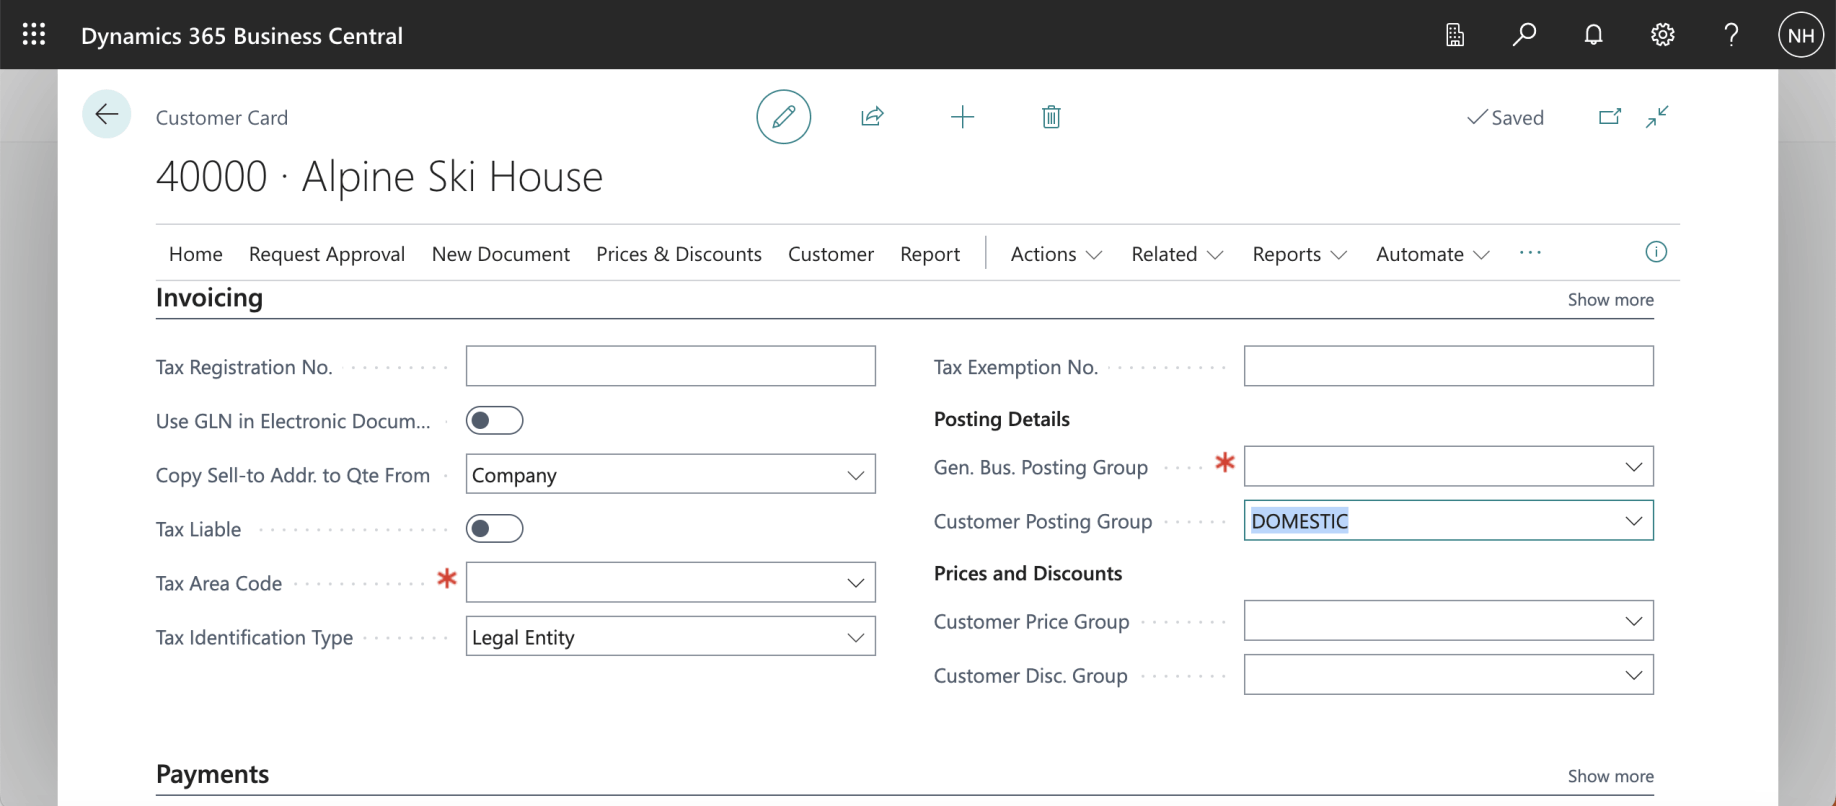 Dynamics 365 Business Central
NH
Customer Card
Saved
40000 · Alpine Ski House
Home Request Approval New Document Prices & Discounts Customer Report Actions Related Reports Automate ...
Invoicing Show more
Tax Registration No.
Use GLN in Electronic Docum...
Copy Sell-to Addr. to Qte From Company
Tax Liable
Tax Area Code *
Tax Identification Type Legal Entity
Tax Exemption No.
Posting Details
Gen. Bus. Posting Group *
Customer Posting Group DOMESTIC
Prices and Discounts
Customer Price Group
Customer Disc. Group
Payments Show more